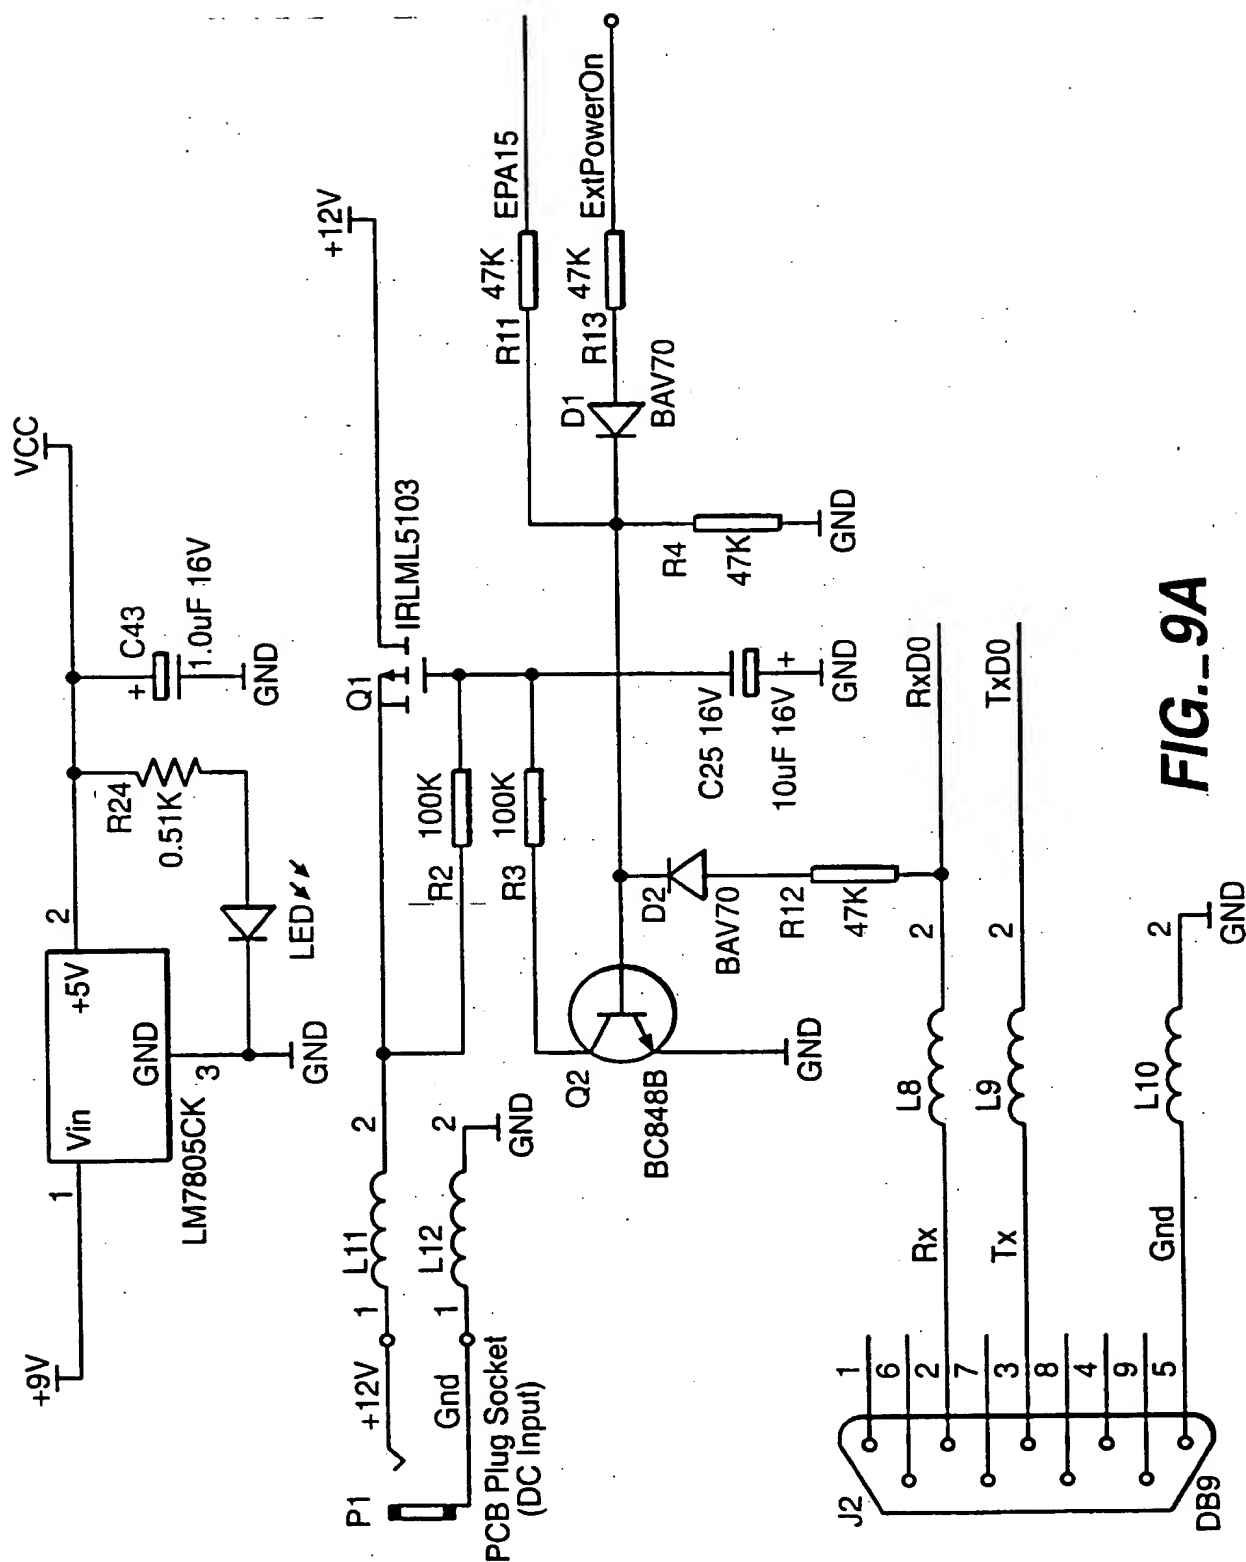 +9V
1
Vin
+5V
GND
2
3
LM7805CK
GND
LED
R24
0.51K
+
C43
1.0uF 16V
GND
VCC
P1
+12V
Gnd
PCB Plug Socket
(DC Input)
1
L11
2
1
L12
2
GND
Q1
IRLML5103
+12V
R2
100K
R3
100K
C25 16V
10uF 16V
+
GND
Q2
BC848B
GND
D2
BAV70
R12
47K
R4
47K
GND
D1
BAV70
R11
47K
EPA15
R13
47K
ExtPowerOn
J2
DB9
1
6
2
7
3
8
4
9
5
Rx
L8
2
RxD0
Tx
L9
2
TxD0
Gnd
L10
2
GND
FIG._9A